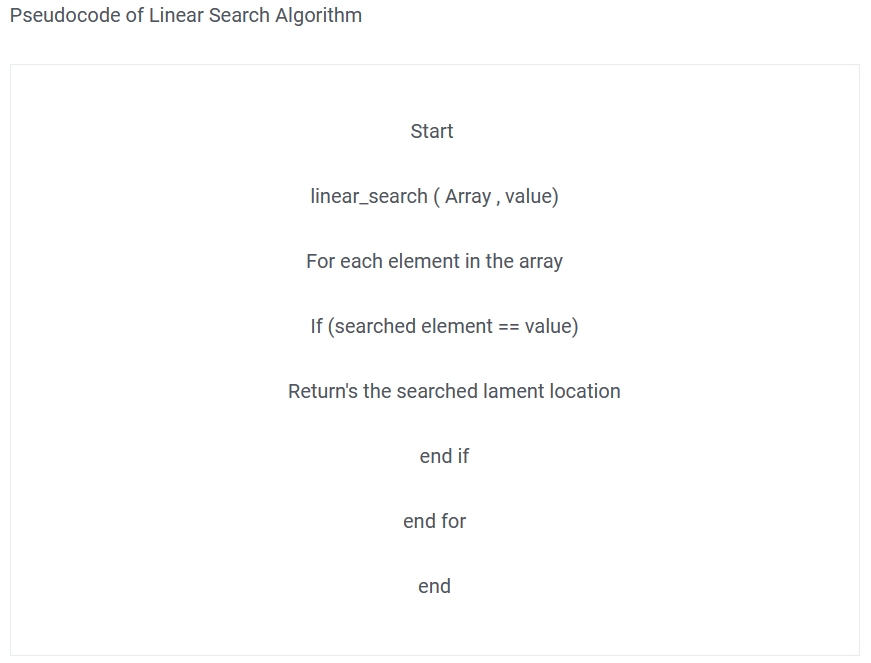 Pseudocode of Linear Search Algorithm
Start
linear_search ( Array , value)
For each element in the array
If (searched element == value)
Return's the searched lament location
end if
end for
end